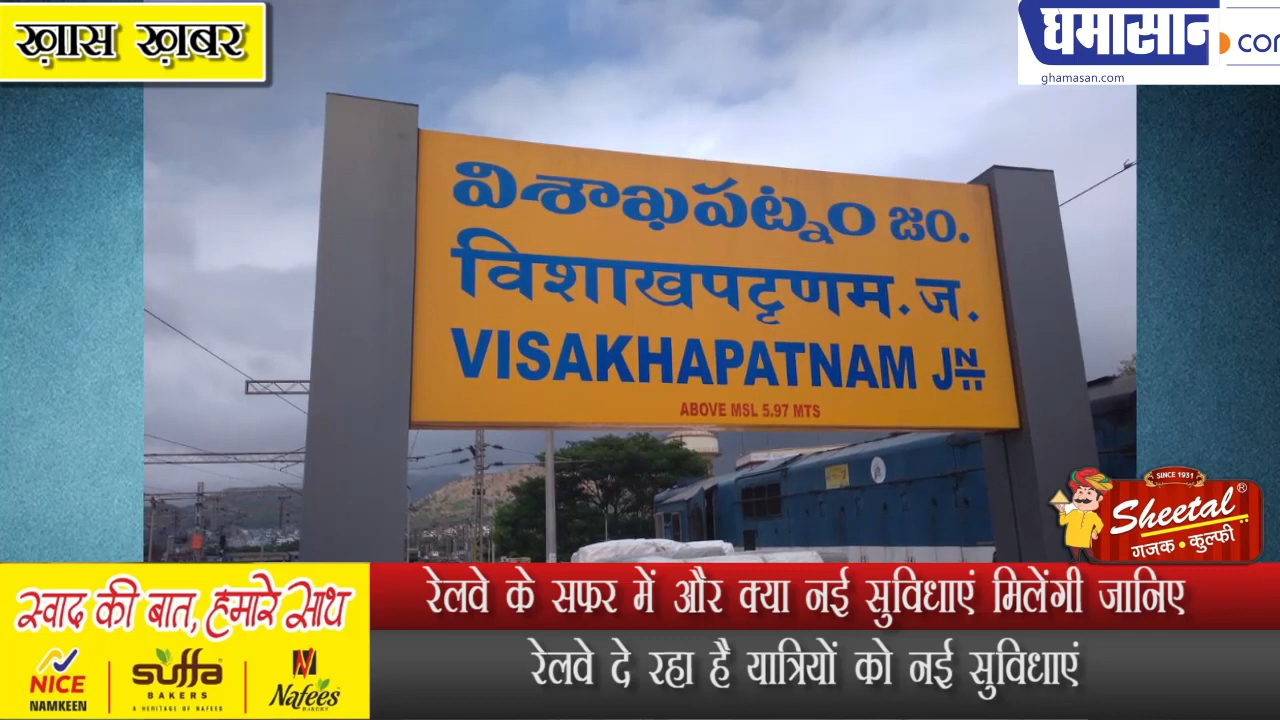 ख़ास ख़बर
घमासान.com
ghamasan.com
విశాఖపట్నం జం.
विशाखपट्टणम. ज.
VISAKHAPATNAM JN
ABOVE MSL 5.97 MTS
SINCE 1931
Sheetal®
गजक • कुल्फी
स्वाद की बात, हमारे साथ
NICE
NAMKEEN
suffa
BAKERS
A HERITAGE OF NAFEES
Nafees
BAKERS
रेलवे के सफर में और क्या नई सुविधाएं मिलेंगी जानिए
रेलवे दे रहा है यात्रियों को नई सुविधाएं